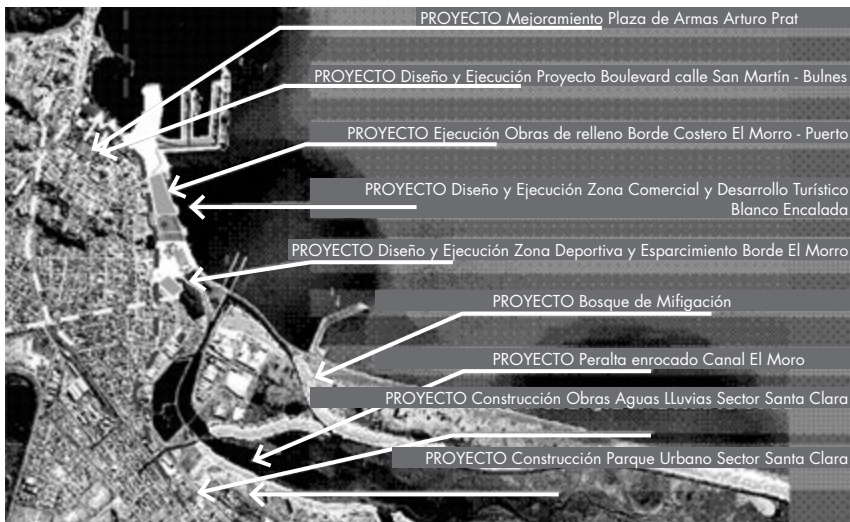 PROYECTO Mejoramiento Plaza de Armas Arturo Prat
PROYECTO Diseño y Ejecución Proyecto Boulevard calle San Martín - Bulnes
PROYECTO Ejecución Obras de relleno Borde Costero El Morro - Puerto
PROYECTO Diseño y Ejecución Zona Comercial y Desarrollo Turístico
Blanco Encalada
PROYECTO Diseño y Ejecución Zona Deportiva y Esparcimiento Borde El Morro
PROYECTO Bosque de Mifigación
PROYECTO Peralta enrocado Canal El Moro
PROYECTO Construcción Obras Aguas LLuvias Sector Santa Clara
PROYECTO Construcción Parque Urbano Sector Santa Clara